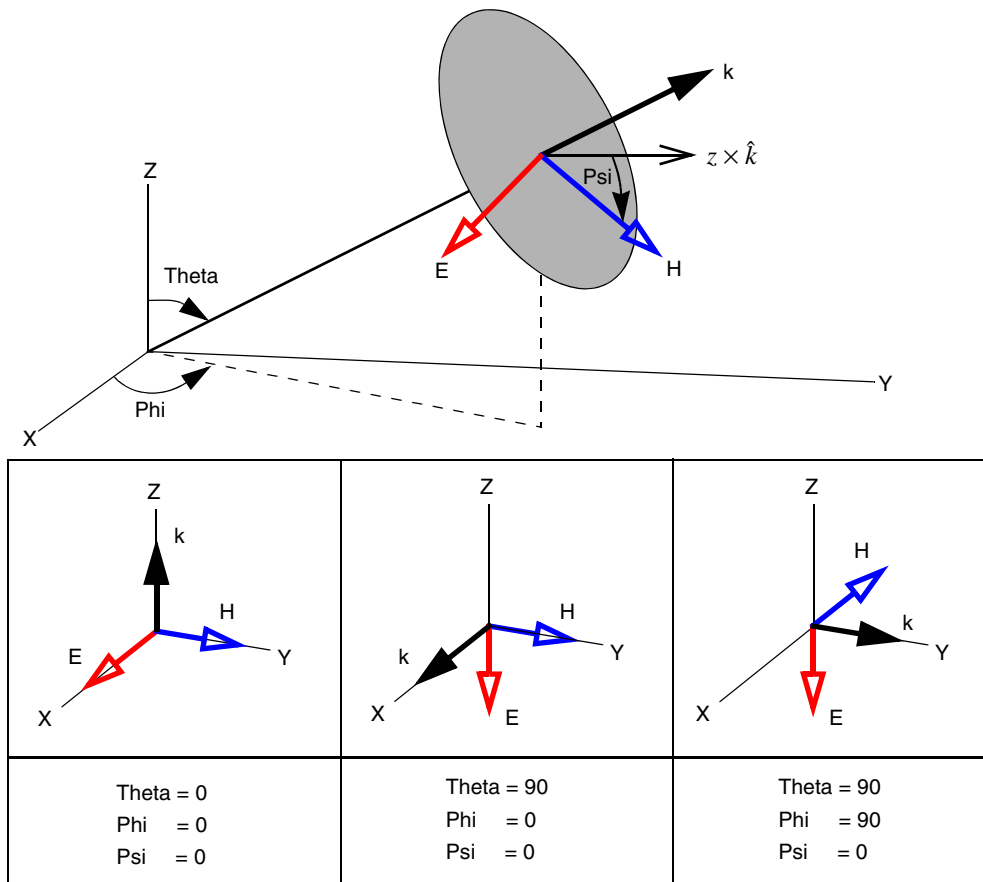 k
z × k̂
Psi
E
H
Z
Theta
Phi
X
Y
Z
k
H
E
Y
X
Z
H
k
Y
X
E
Z
H
k
Y
X
E
Theta = 0
Phi = 0
Psi = 0
Theta = 90
Phi = 0
Psi = 0
Theta = 90
Phi = 90
Psi = 0